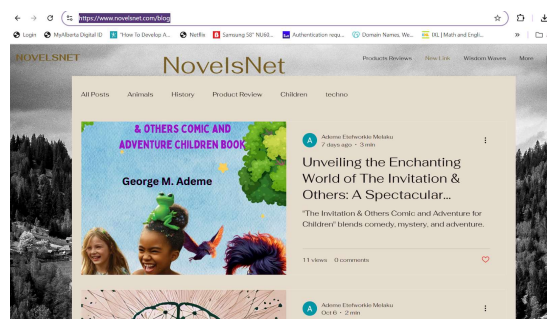 https://www.novelsnet.com/blog
Login
MyAlberta Digital ID
"How To Develop A...
Netflix
Samsung 58" NU60...
Authentication requ...
Domain Names, We...
IXL | Math and Engli...
NOVELSNET
NovelsNet
Products Reviews
New Link
Wisdom Waves
More
All Posts
Animals
History
Product Review
Children
techno
& OTHERS COMIC AND
ADVENTURE CHILDREN BOOK
George M. Ademe
A
Ademe Etefworkie Melaku
7 days ago • 3 min
Unveiling the Enchanting
World of The Invitation &
Others: A Spectacular...
"The Invitation & Others Comic and Adventure for
Children" blends comedy, mystery, and adventure.
11 views 0 comments
A
Ademe Etefworkie Melaku
Oct 6 • 2 min